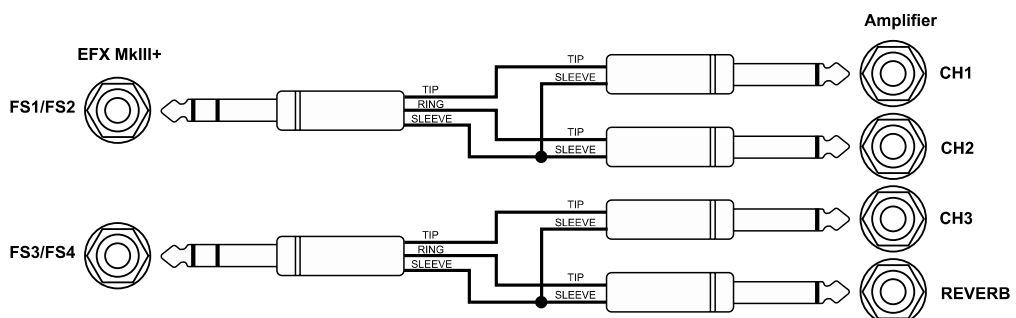 Amplifier
EFX MkIII+
TIP
SLEEVE
CH1
FS1/FS2
TIP
RING
SLEEVE
TIP
SLEEVE
CH2
TIP
SLEEVE
CH3
FS3/FS4
TIP
RING
SLEEVE
TIP
SLEEVE
REVERB